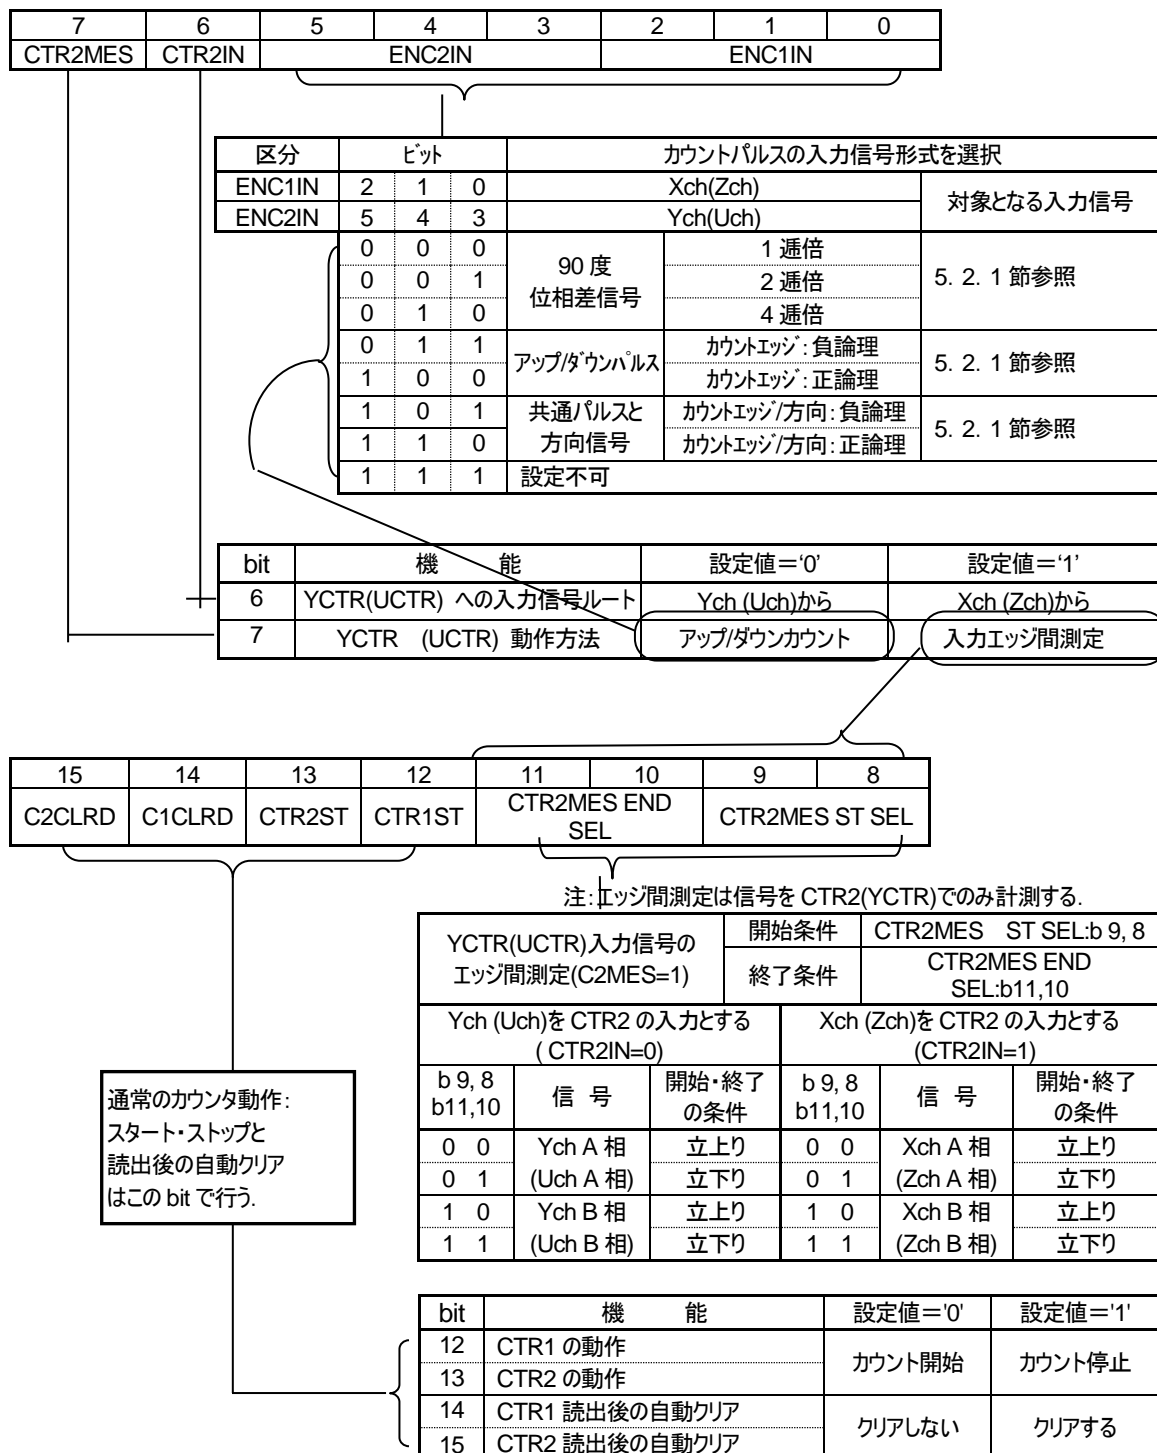 7 6 5 4 3 2 1 0
CTR2MES CTR2IN ENC2IN ENC1IN
区分 ビット カウントパルスの入力信号形式を選択
ENC1IN 2 1 0 Xch(Zch) 対象となる入力信号
ENC2IN 5 4 3 Ych(Uch)
0 0 0 90 度 位相差信号 1 逓倍 5. 2. 1 節参照
0 0 1 2 逓倍
0 1 0 4 逓倍
0 1 1 アップ/ダウンパルス カウントエッジ:負論理 5. 2. 1 節参照
1 0 0 カウントエッジ:正論理
1 0 1 共通パルスと 方向信号 カウントエッジ/方向:負論理 5. 2. 1 節参照
1 1 0 カウントエッジ/方向:正論理
1 1 1 設定不可
bit 機 能 設定値=‘0’ 設定値=‘1’
6 YCTR(UCTR) への入力信号ルート Ych (Uch)から Xch (Zch)から
7 YCTR (UCTR) 動作方法 アップ/ダウンカウント 入力エッジ間測定
15 14 13 12 11 10 9 8
C2CLRD C1CLRD CTR2ST CTR1ST CTR2MES END SEL CTR2MES ST SEL
注:エッジ間測定は信号を CTR2(YCTR)でのみ計測する.
YCTR(UCTR)入力信号の
エッジ間測定(C2MES=1)
開始条件 CTR2MES ST SEL:b 9, 8
終了条件 CTR2MES END SEL:b11,10
Ych (Uch)を CTR2 の入力とする
( CTR2IN=0)
Xch (Zch)を CTR2 の入力とする
(CTR2IN=1)
b 9, 8 b11,10 信 号 開始・終了 の条件 b 9, 8 b11,10 信 号 開始・終了 の条件
0 0 Ych A 相 立上り 0 0 Xch A 相 立上り
0 1 (Uch A 相) 立下り 0 1 (Zch A 相) 立下り
1 0 Ych B 相 立上り 1 0 Xch B 相 立上り
1 1 (Uch B 相) 立下り 1 1 (Zch B 相) 立下り
通常のカウンタ動作:
スタート・ストップと
読出後の自動クリア
はこの bit で行う.
bit 機 能 設定値='0' 設定値='1'
12 CTR1 の動作 カウント開始 カウント停止
13 CTR2 の動作
14 CTR1 読出後の自動クリア クリアしない クリアする
15 CTR2 読出後の自動クリア